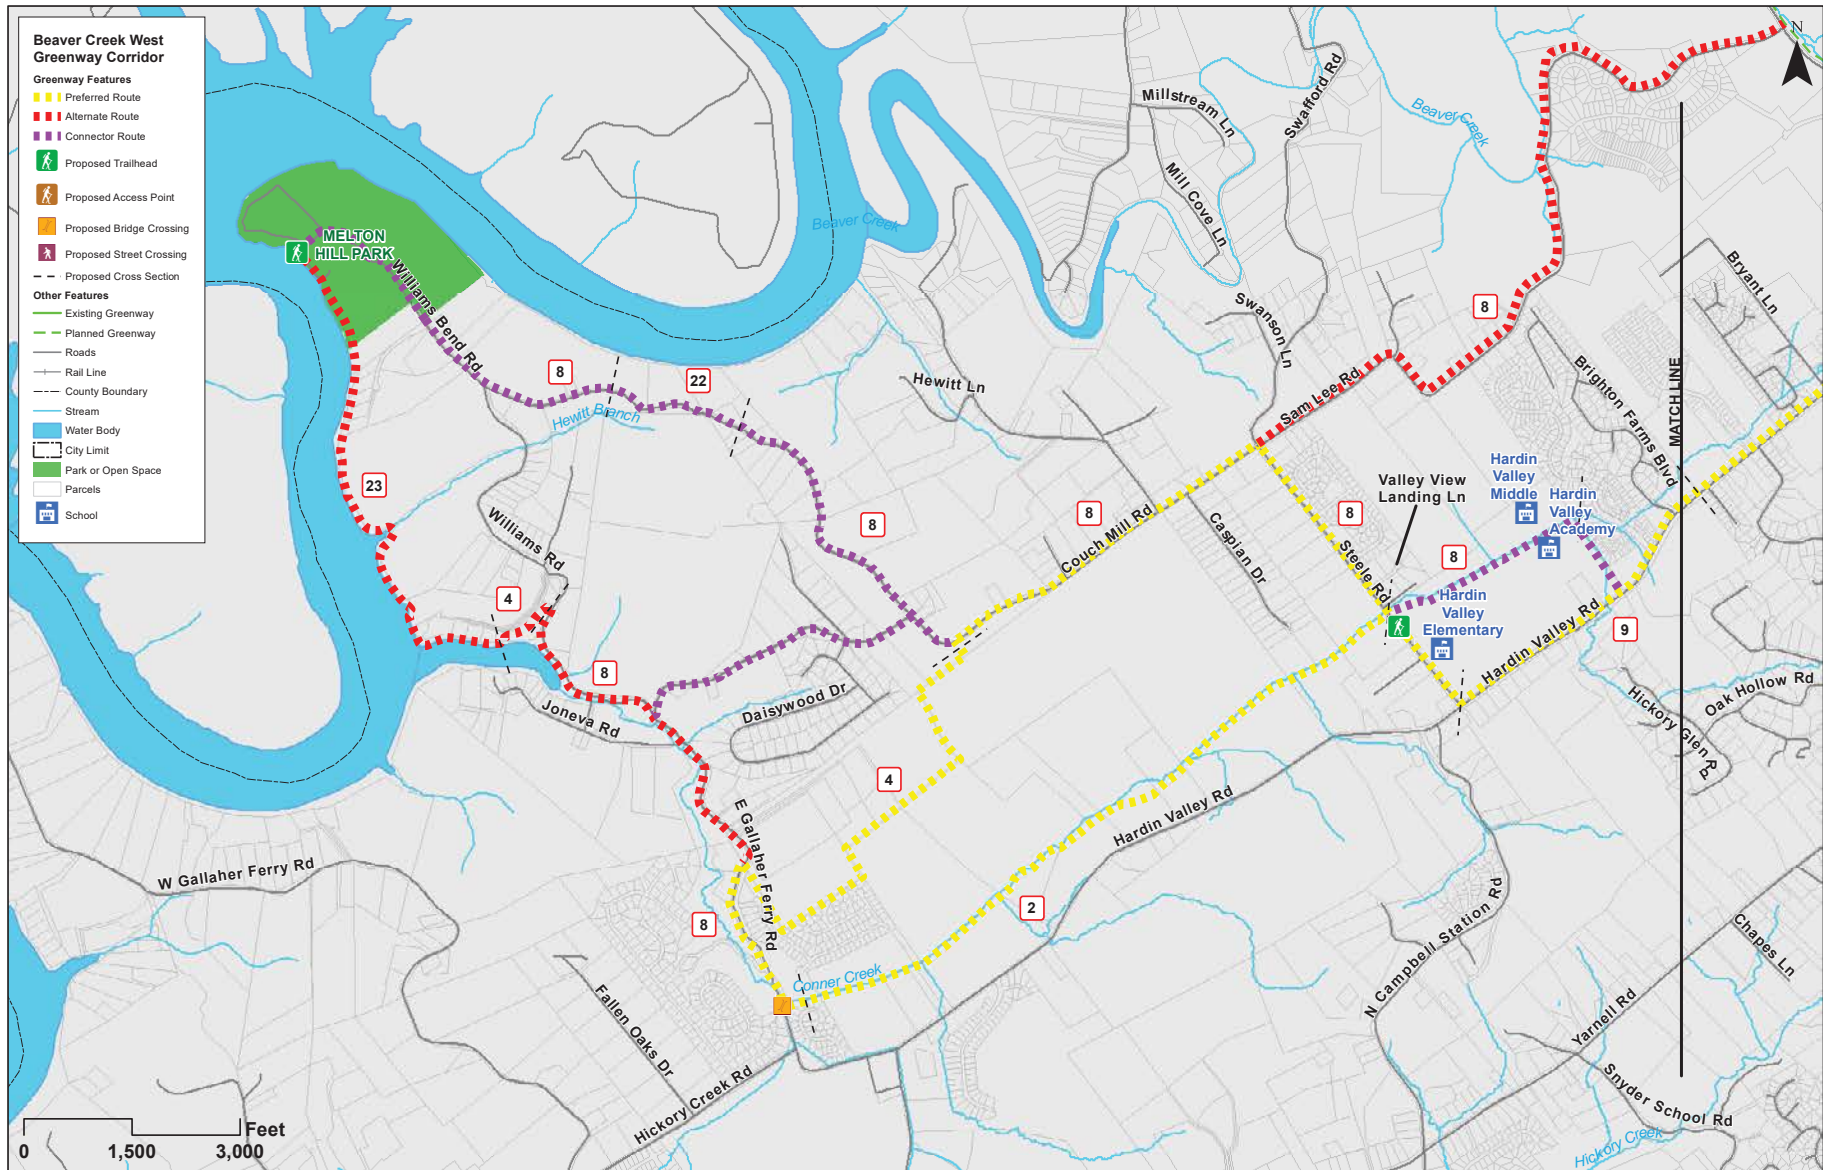 Beaver Creek West
Greenway Corridor
Greenway Features
Preferred Route
Alternate Route
Connector Route
Proposed Trailhead
Proposed Access Point
Proposed Bridge Crossing
Proposed Street Crossing
Proposed Cross Section
Other Features
Existing Greenway
Planned Greenway
Roads
Rail Line
County Boundary
Stream
Water Body
City Limit
Park or Open Space
Parcels
School
N
Millstream Ln
Swafford Rd
Beaver Creek
Mill Cove Ln
Beaver Creek
MELTON
HILL PARK
Williams Bend Rd
Bryant Ln
Swanson Ln
8
8
22
Hewitt Ln
Sam Lee Rd
Brighton Farms Blvd
MATCH LINE
Hewitt Branch
23
Valley View
Landing Ln
Hardin
Valley
Middle
Hardin
Valley
Academy
8
8
8
8
Williams Rd
Couch Mill Rd
Caspian Dr
Steele Rd
4
Hardin
Valley
Elementary
Hardin Valley Rd
9
8
Joneva Rd
Daisywood Dr
Hickory Glen Rd
Oak Hollow Rd
4
E Gallaher Ferry Rd
Hardin Valley Rd
W Gallaher Ferry Rd
8
2
N Campbell Station Rd
Chapes Ln
Conner Creek
Fallen Oaks Dr
Yarnell Rd
Hickory Creek Rd
Snyder School Rd
Hickory Creek
Feet
0 1,500 3,000